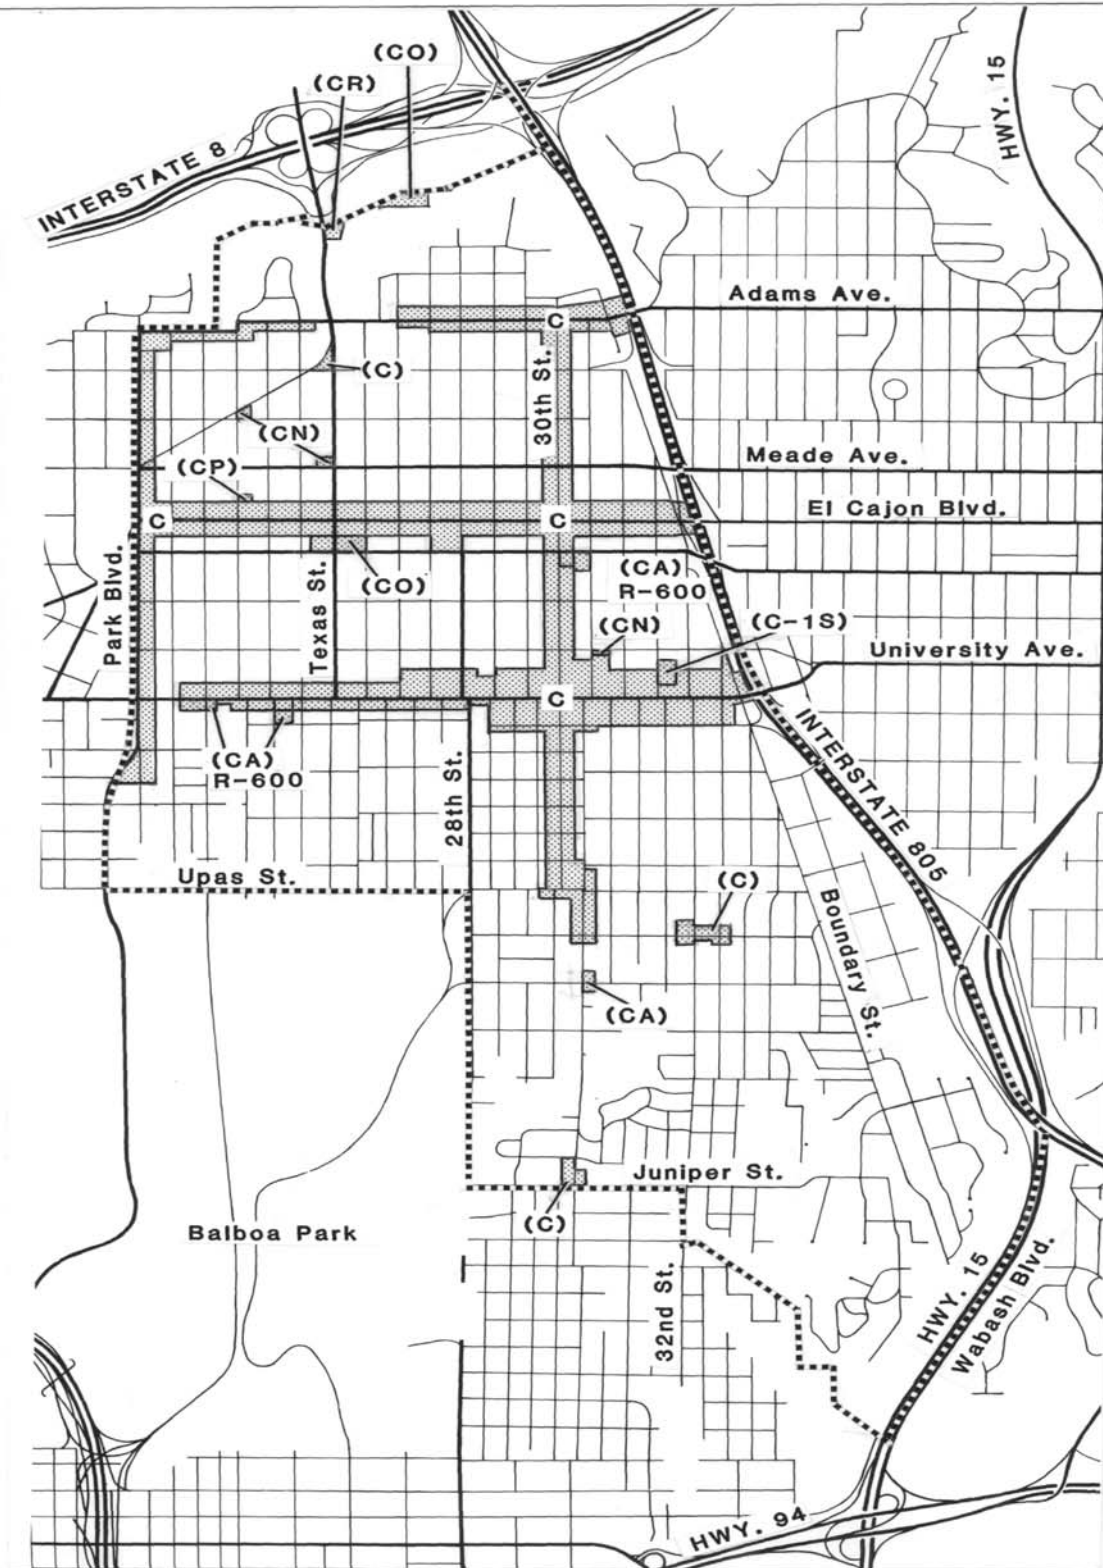 (CO)
(CR)
HWY. 15
INTERSTATE 8
Adams Ave.
C
30th St.
(C)
(CN)
Meade Ave.
(CP)
El Cajon Blvd.
C
C
Park Blvd.
Texas St.
(CO)
(CA)
R-600
(CN)
(C-1S)
University Ave.
C
(CA)
R-600
28th St.
INTERSTATE 805
Upas St.
(C)
Boundary St.
(CA)
Juniper St.
(C)
Balboa Park
32nd St.
HWY. 15
Wabash Blvd.
HWY. 94